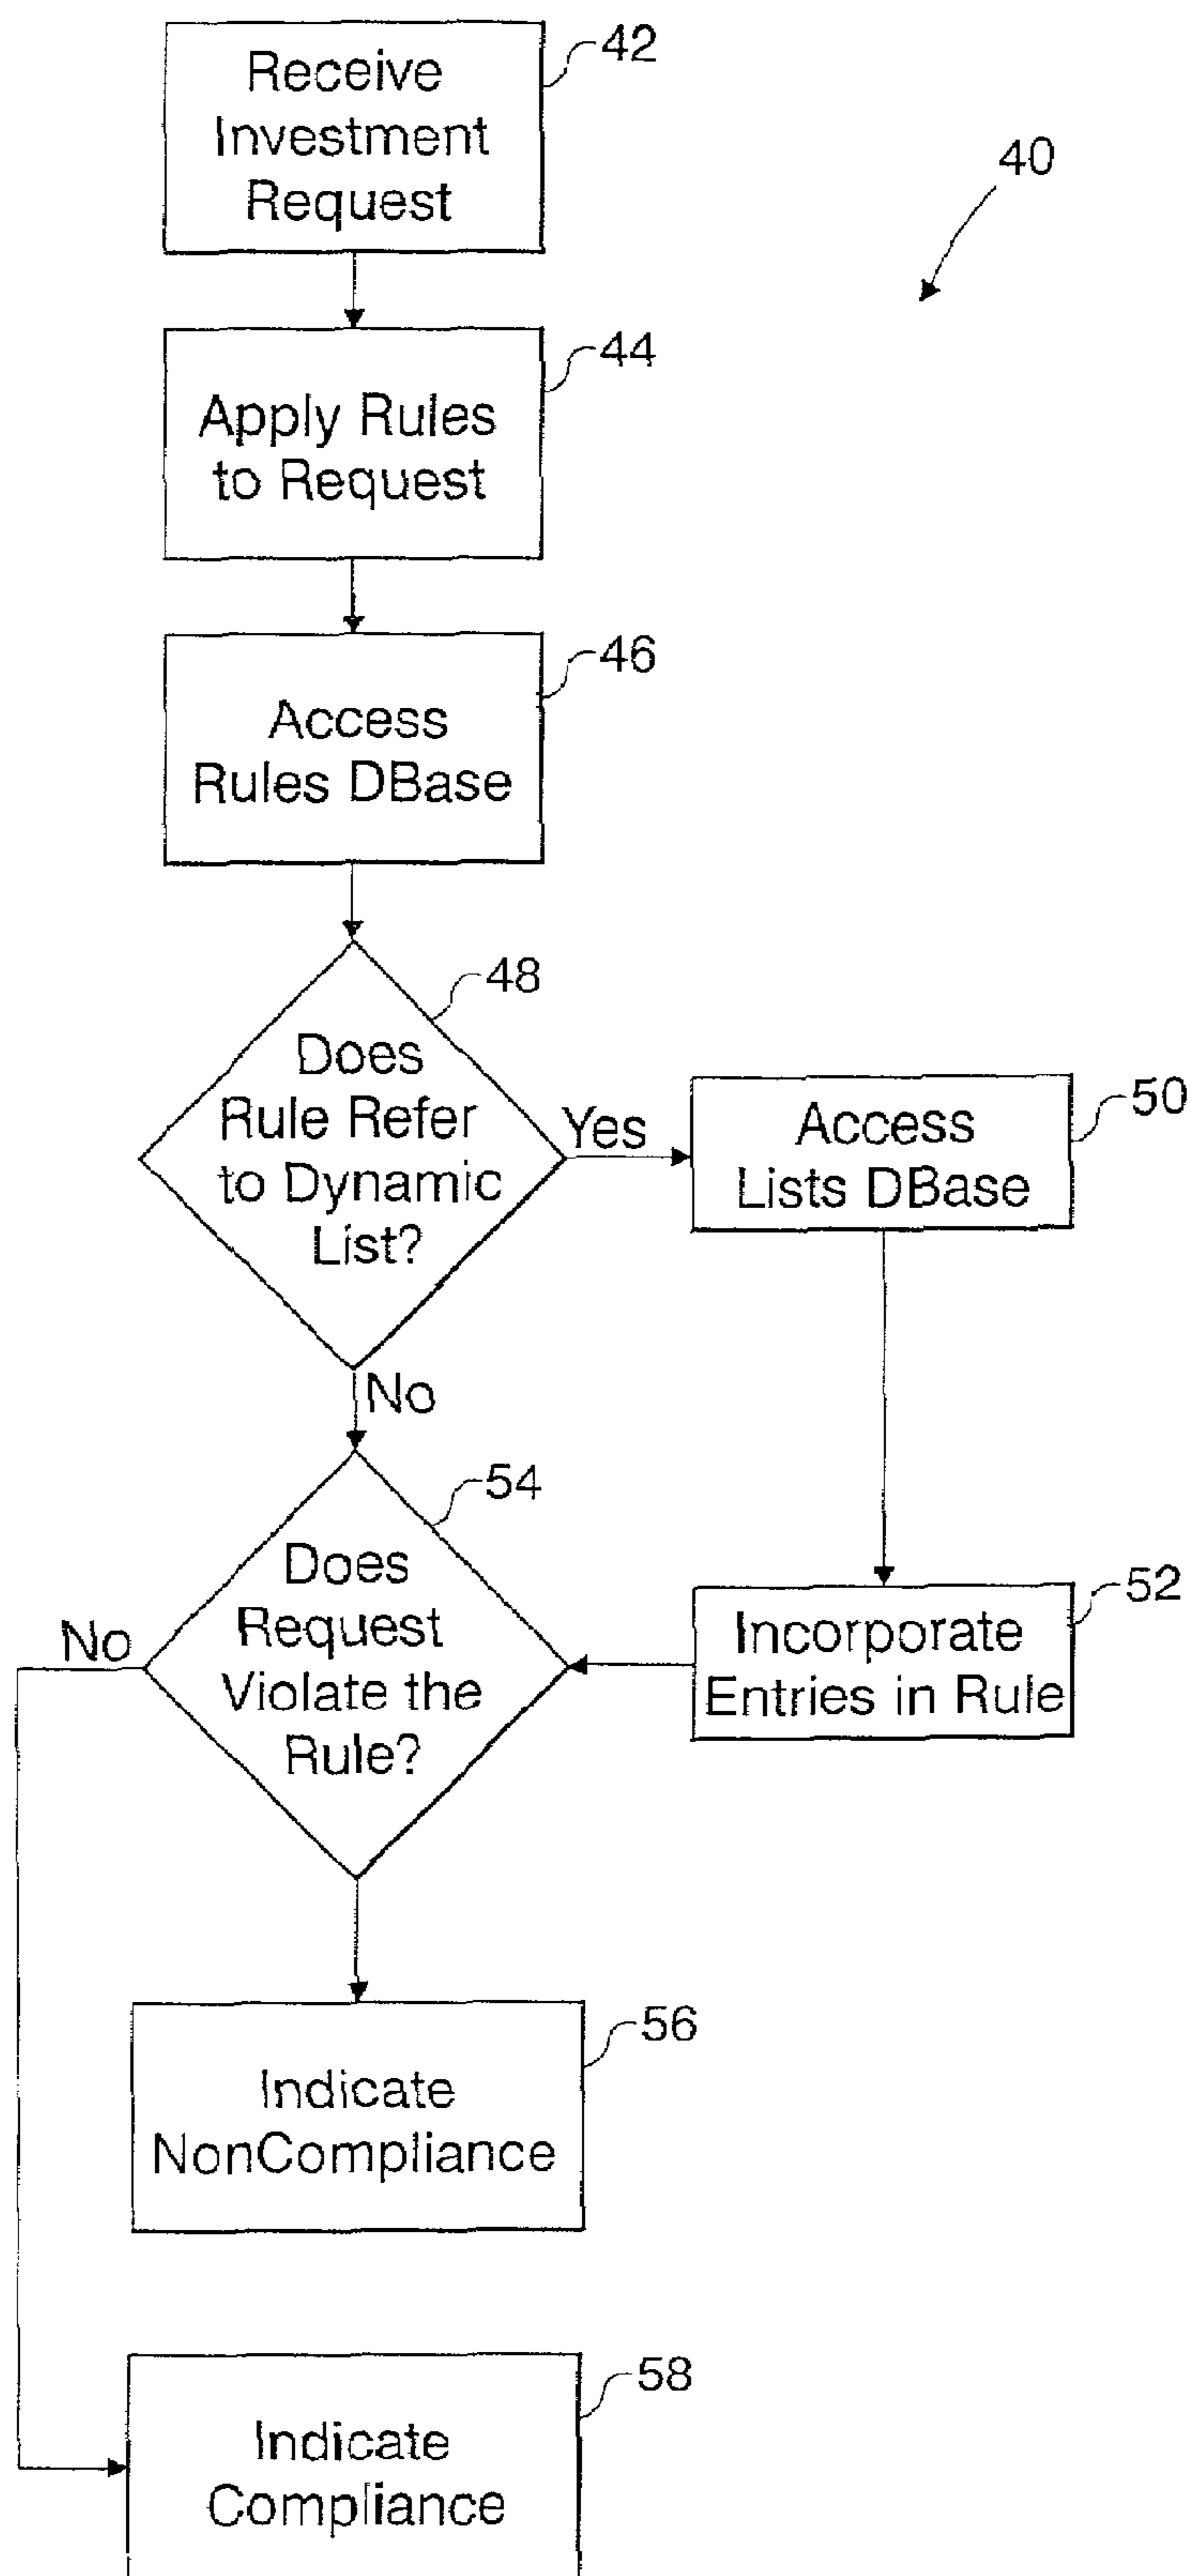 Receive
Investment
Request
42
40
Apply Rules
to Request
44
Access
Rules DBase
46
Does
Rule Refer
to Dynamic
List?
48
Yes
Access
Lists DBase
50
No
Does
Request
Violate the
Rule?
54
Incorporate
Entries in Rule
52
No
Indicate
NonCompliance
56
Indicate
Compliance
58